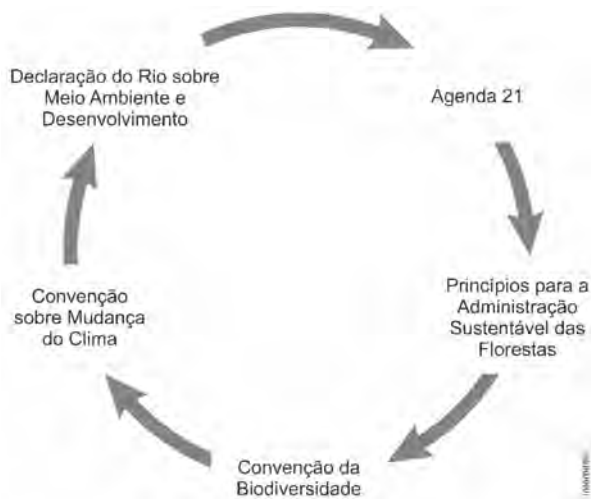 Declaração do Rio sobre
Meio Ambiente e
Desenvolvimento
Agenda 21
Princípios para a
Administração
Sustentável das
Florestas
Convenção
sobre Mudança
do Clima
Convenção da
Biodiversidade